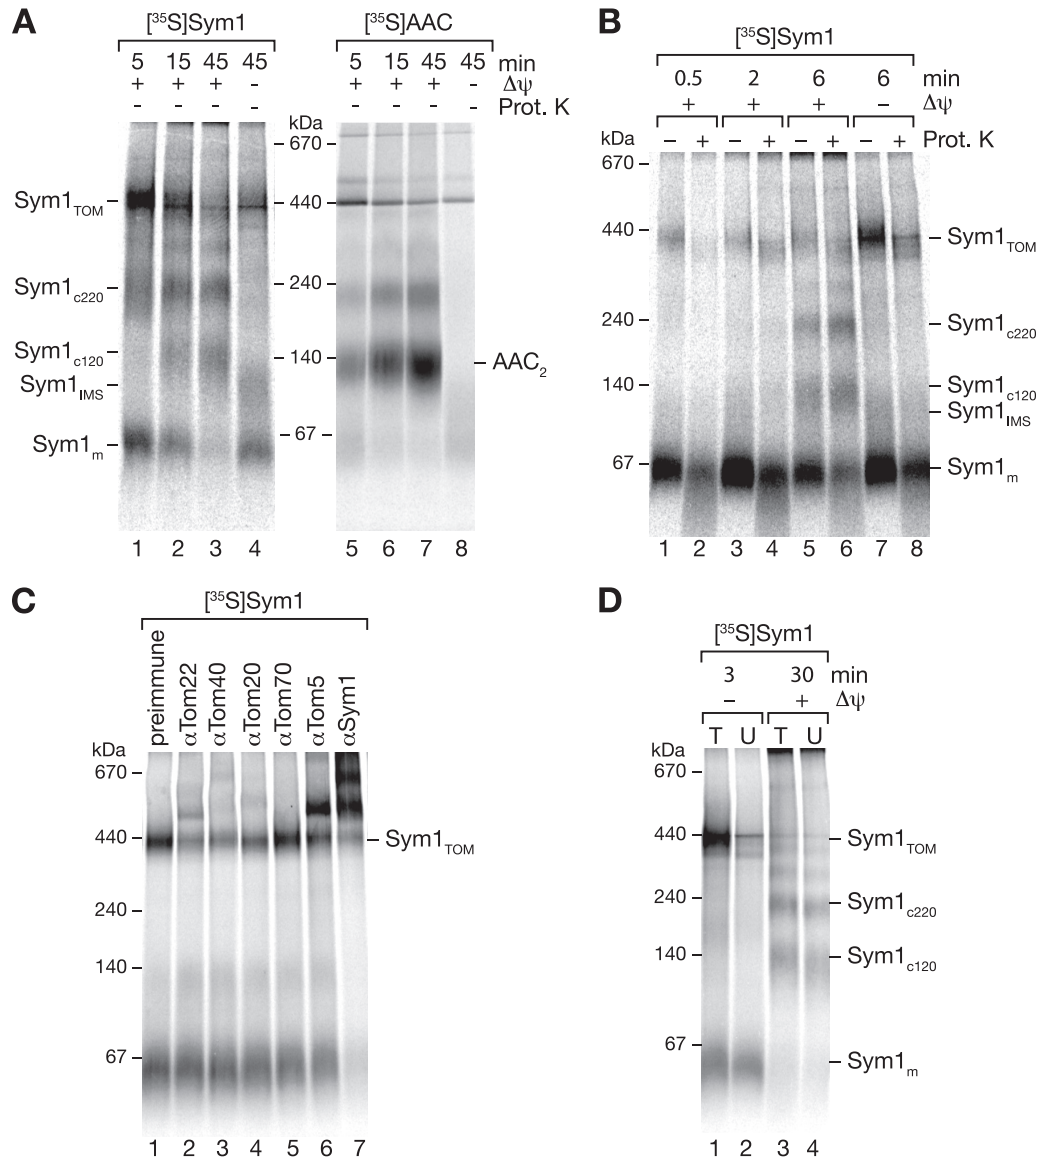 A
[³⁵S]Sym1
[³⁵S]AAC
5 15 45 45
5 15 45 45 min
+ + + -
+ + + - Δψ
- - - -
- - - - Prot. K
kDa
670
440
240
140
67
Sym1TOM
Sym1c220
Sym1c120
Sym1IMS
Sym1m
AAC2
1 2 3 4
5 6 7 8
B
[³⁵S]Sym1
0.5 2 6 6 min
+ + + – Δψ
– + – + – + – + Prot. K
kDa
670
440
240
140
67
Sym1TOM
Sym1c220
Sym1c120
Sym1IMS
Sym1m
1 2 3 4 5 6 7 8
C
[³⁵S]Sym1
preimmune
αTom22
αTom40
αTom20
αTom70
αTom5
αSym1
kDa
670
440
240
140
67
Sym1TOM
1 2 3 4 5 6 7
D
[³⁵S]Sym1
3 30 min
– + Δψ
T U T U
kDa
670
440
240
140
67
Sym1TOM
Sym1c220
Sym1c120
Sym1m
1 2 3 4